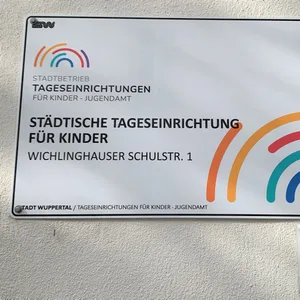 STADTBETRIEB
TAGESEINRICHTUNGEN
FÜR KINDER - JUGENDAMT
STÄDTISCHE TAGESEINRICHTUNG
FÜR KINDER
WICHLINGHAUSER SCHULSTR. 1
STADT WUPPERTAL / TAGESEINRICHTUNGEN FÜR KINDER - JUGENDAMT